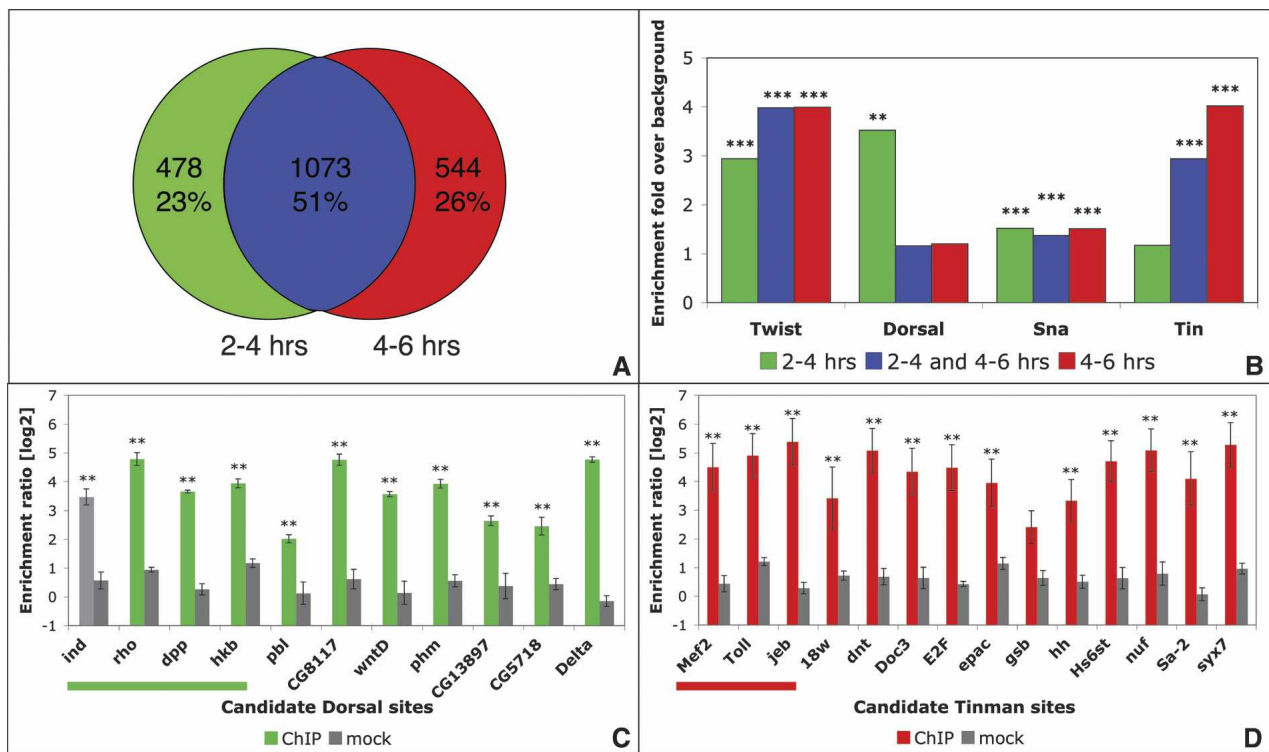 478
23%
1073
51%
544
26%
2-4 hrs
4-6 hrs
A
Enrichment fold over background
5
4
3
2
1
0
***
***
***
**
***
***
***
***
***
Twist
Dorsal
Sna
Tin
2-4 hrs
2-4 and 4-6 hrs
4-6 hrs
B
Enrichment ratio [log2]
7
6
5
4
3
2
1
0
-1
**
**
**
**
**
**
**
**
**
**
**
ind
rho
dpp
hkb
pbl
CG8117
wntD
phm
CG13897
CG5718
Delta
Candidate Dorsal sites
ChIP
mock
C
Enrichment ratio [log2]
7
6
5
4
3
2
1
0
-1
**
**
**
**
**
**
**
**
**
**
**
**
**
Mef2
Toll
jeb
18w
dnt
Doc3
E2F
epac
gsb
hh
Hs6st
nuf
Sa-2
syx7
Candidate Tinman sites
ChIP
mock
D